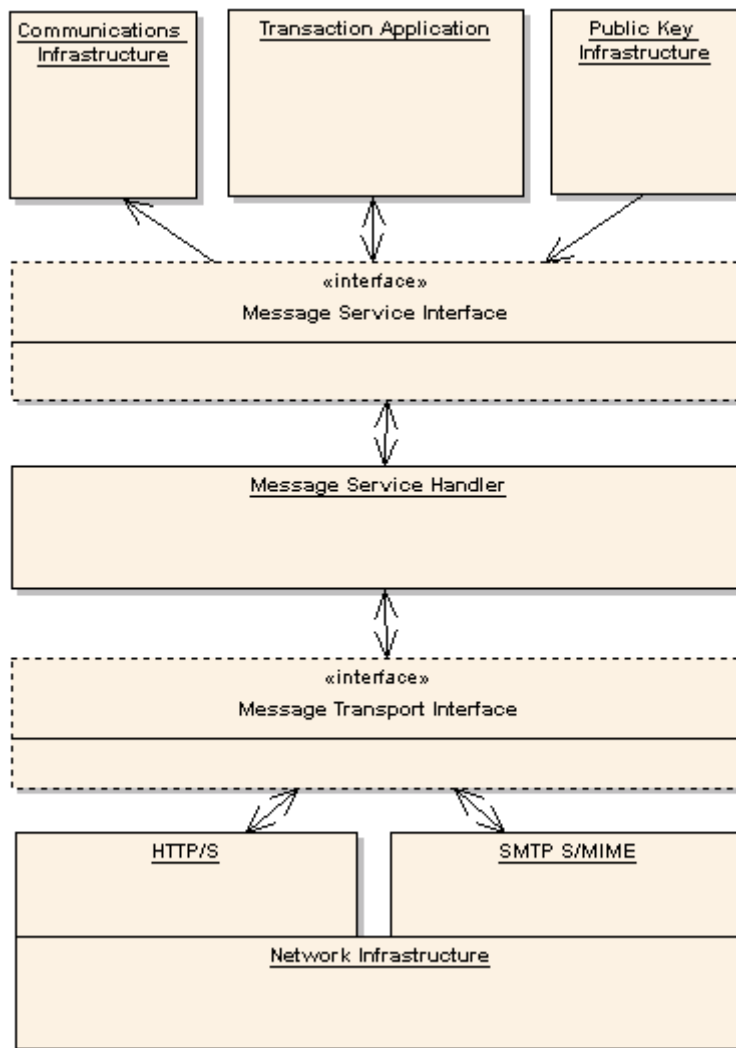 Communications
Infrastructure
Transaction Application
Public Key
Infrastructure
«interface»
Message Service Interface
Message Service Handler
«interface»
Message Transport Interface
HTTP/S
SMTP S/MIME
Network Infrastructure